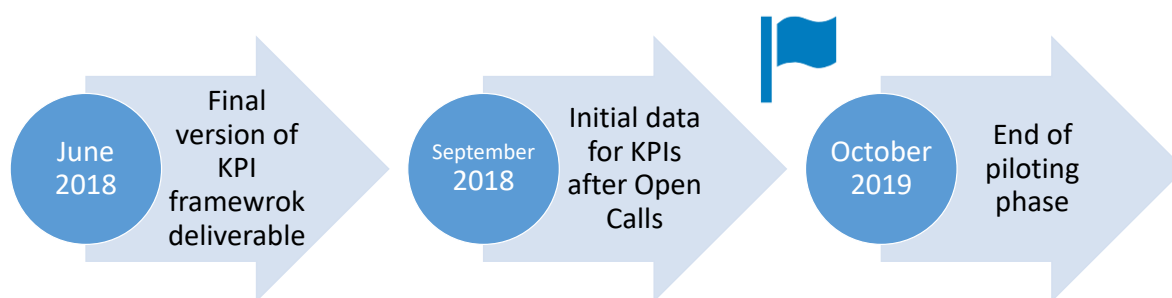 June
2018
Final
version of
KPI
framewrok
deliverable
September
2018
Initial data
for KPIs
after Open
Calls
October
2019
End of
piloting
phase